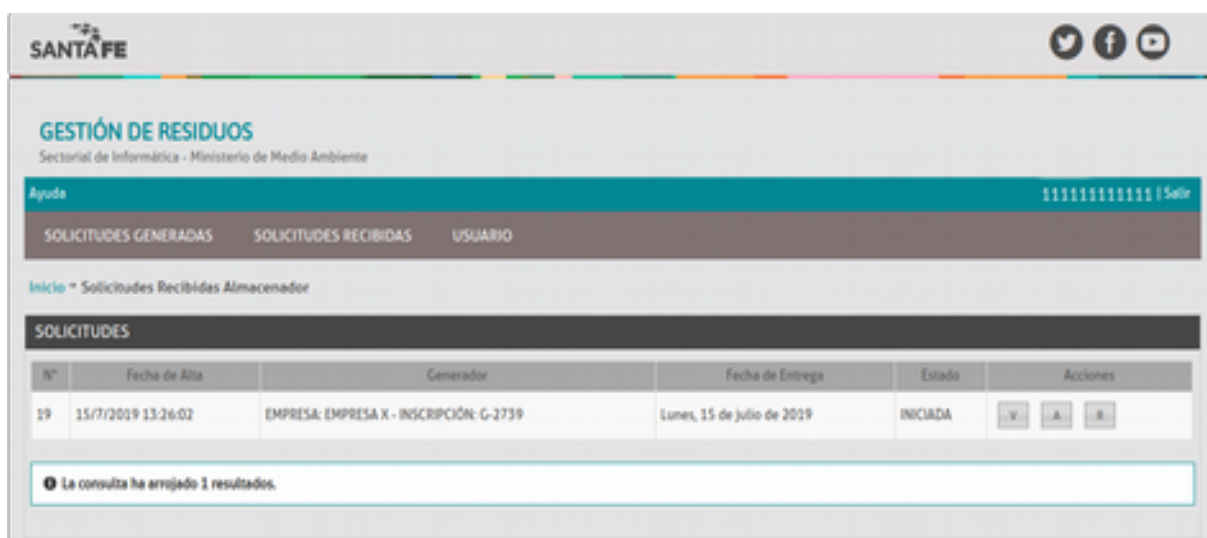 SANTA FE
GESTIÓN DE RESIDUOS
Sectorial de Informática - Ministerio de Medio Ambiente
Ayuda 111111111111 | Salir
SOLICITUDES GENERADAS SOLICITUDES RECIBIDAS USUARIO
Inicio Solicitudes Recibidas Almacenador
SOLICITUDES
N° Fecha de Alta Generador Fecha de Entrega Estado Acciones
19 15/7/2019 13:26:02 EMPRESA: EMPRESA X - INSCRIPCIÓN: G-2739 Lunes, 15 de julio de 2019 INICIADA V A R
La consulta ha arrojado 1 resultados.